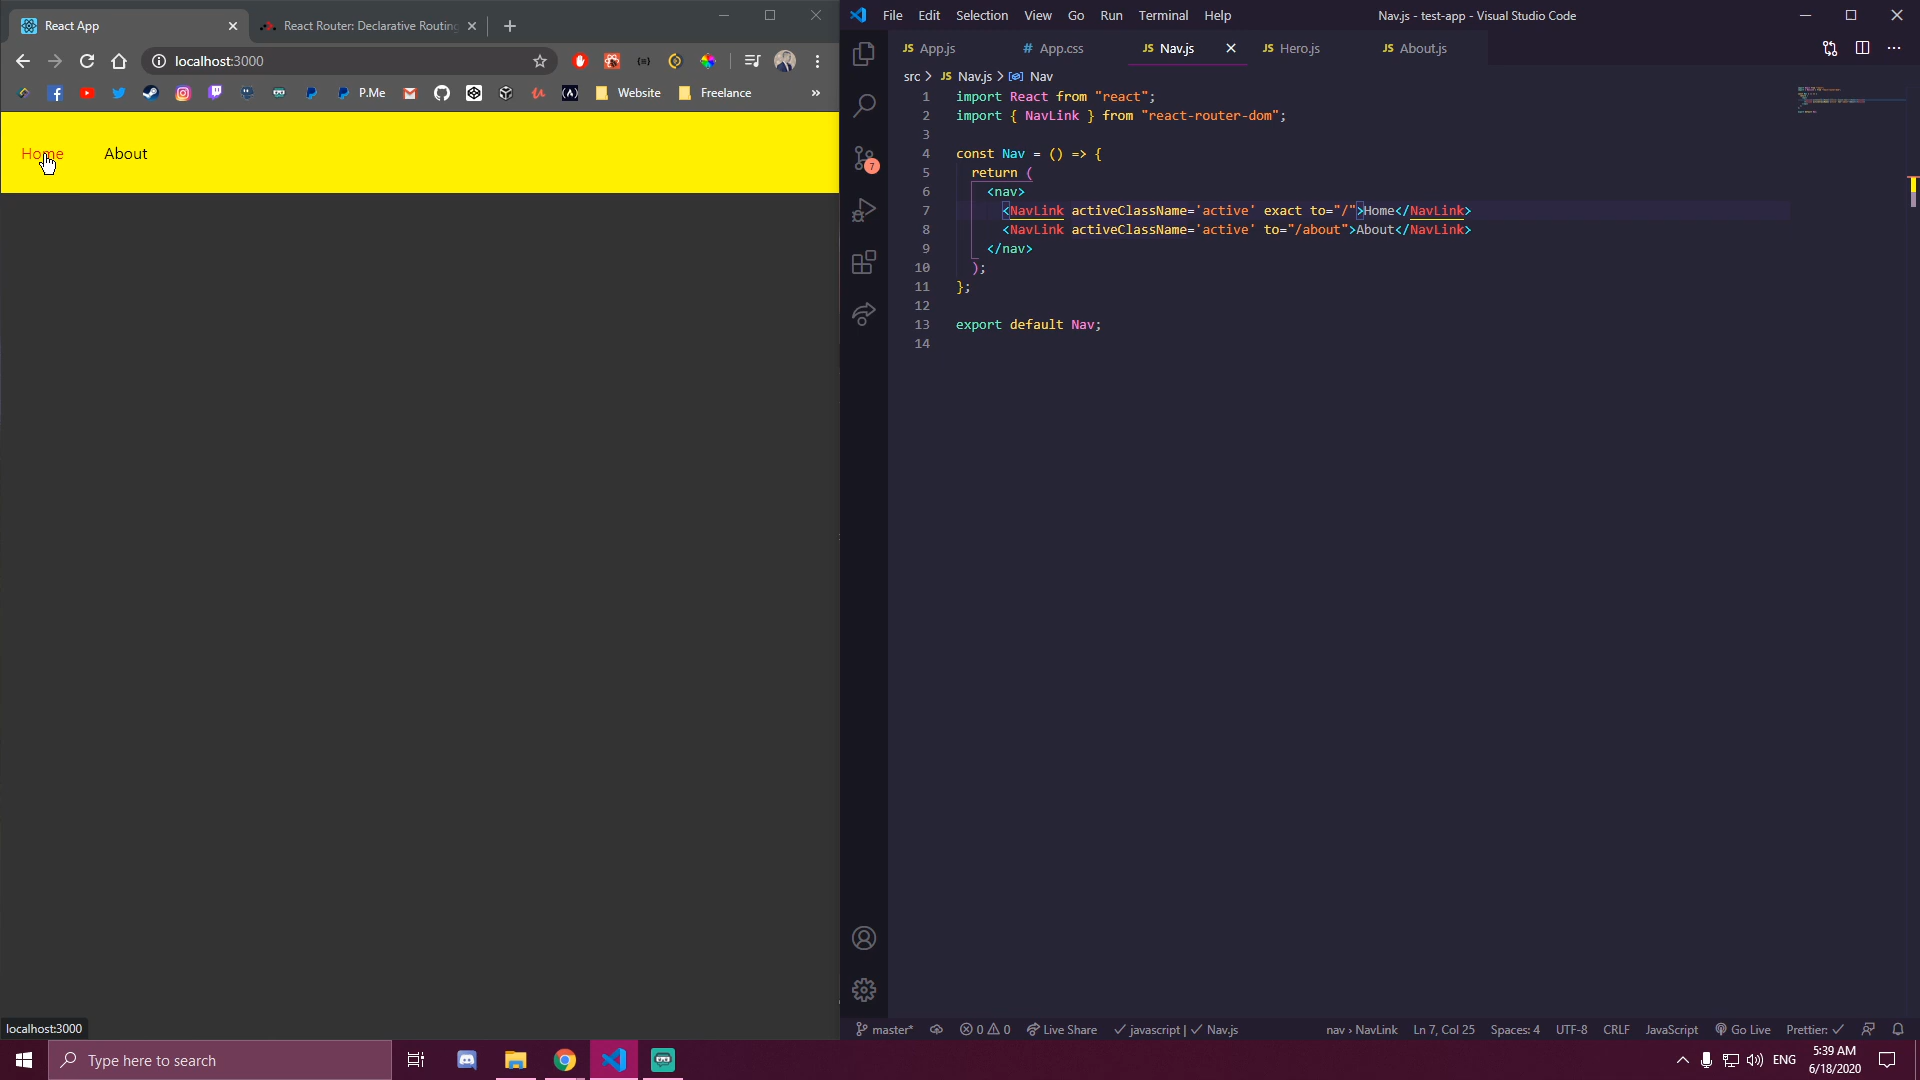 React App
React Router: Declarative Routing
localhost:3000
P.Me
Website
Freelance
Home
About
localhost:3000
File Edit Selection View Go Run Terminal Help
Nav.js - test-app - Visual Studio Code
JS App.js
# App.css
JS Nav.js
JS Hero.js
JS About.js
src > JS Nav.js > Nav
1 import React from "react";
2 import { NavLink } from "react-router-dom";
3
4 const Nav = () => {
5 return (
6 <nav>
7 <NavLink activeClassName='active' exact to="/">Home</NavLink>
8 <NavLink activeClassName='active' to="/about">About</NavLink>
9 </nav>
10 );
11 };
12
13 export default Nav;
14
7
master* 0 0 Live Share javascript | Nav.js
nav > NavLink Ln 7, Col 25 Spaces: 4 UTF-8 CRLF JavaScript Go Live Prettier: ✓
Type here to search
ENG
5:39 AM
6/18/2020